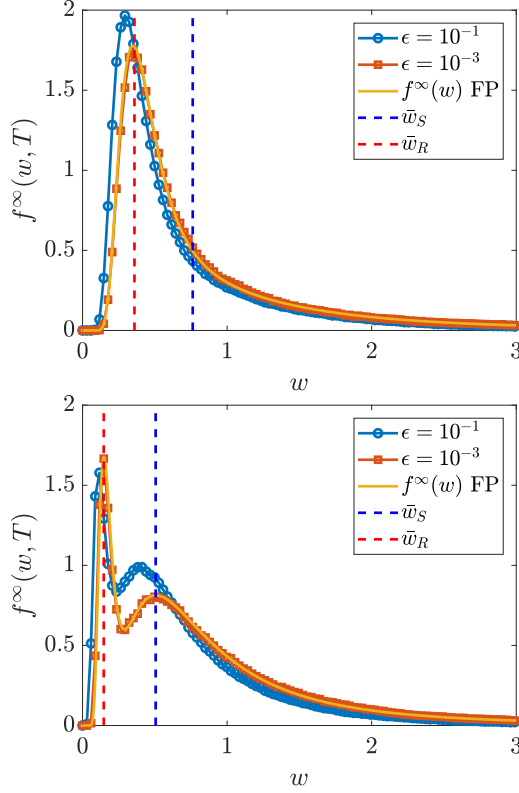 2
1.5
1
0.5
0
f^∞(w, T)
ϵ = 10^{-1}
ϵ = 10^{-3}
f^∞(w) FP
w̄_S
w̄_R
0 1 2 3
w
2
1.5
1
0.5
0
f^∞(w, T)
ϵ = 10^{-1}
ϵ = 10^{-3}
f^∞(w) FP
w̄_S
w̄_R
0 1 2 3
w